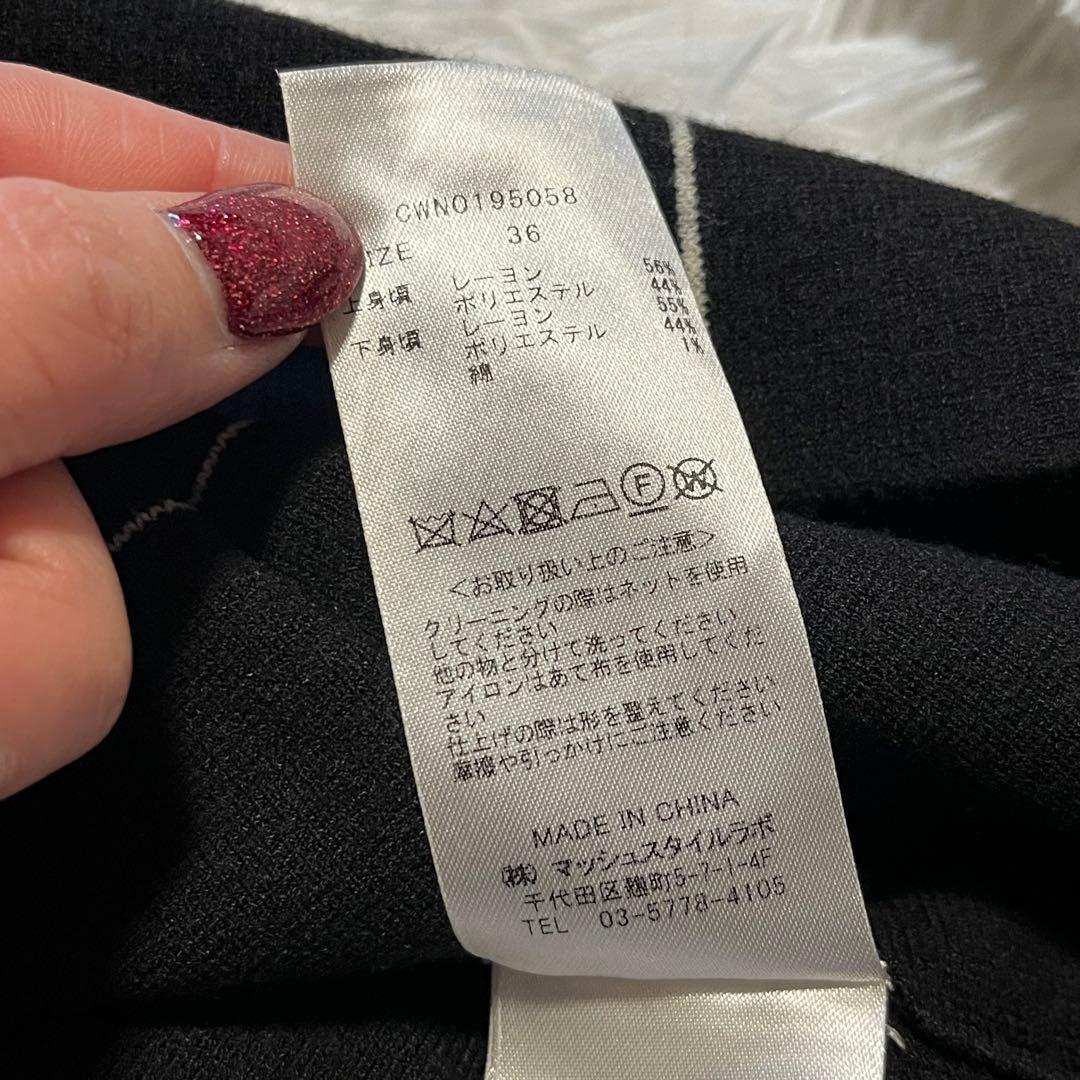 CWNO195058
IZE 36
上身頃 レーヨン 56%
ポリエステル 44%
下身頃 レーヨン 55%
ポリエステル 44%
綿 1%
F W
<お取り扱い上のご注意>
クリーニングの際はネットを使用
してください
他の物と分けて洗ってください
アイロンはあて布を使用してくだ
さい
仕上げの際は形を整えてください
摩擦や引っかけにご注意ください
MADE IN CHINA
(株) マッシュスタイルラボ
千代田区麹町5-7-1-4F
TEL 03-5778-4105